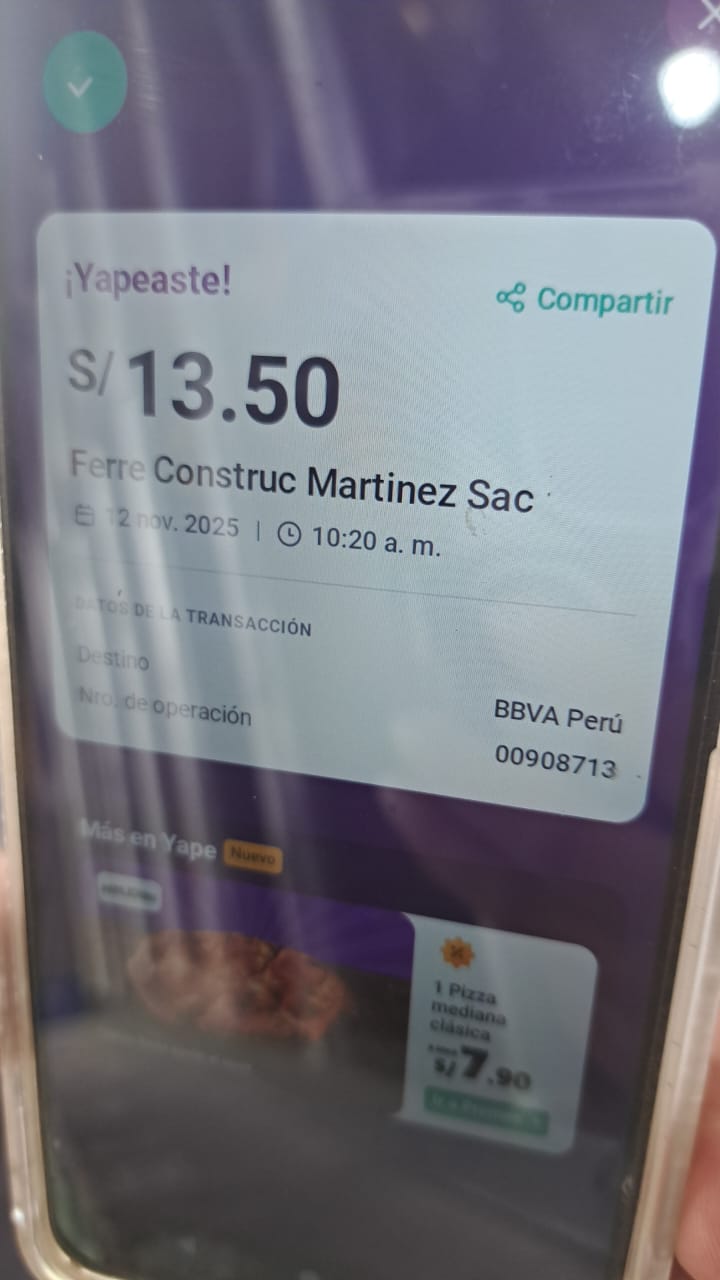 ¡Yapeaste!
Compartir
S/ 13.50
Ferre Construc Martinez Sac
12 nov. 2025 | 10:20 a. m.
DATOS DE LA TRANSACCIÓN
Destino
BBVA Perú
Nro. de operación
00908713
Más en Yape Nuevo
1 Pizza
mediana
clásica
S/ 7.90